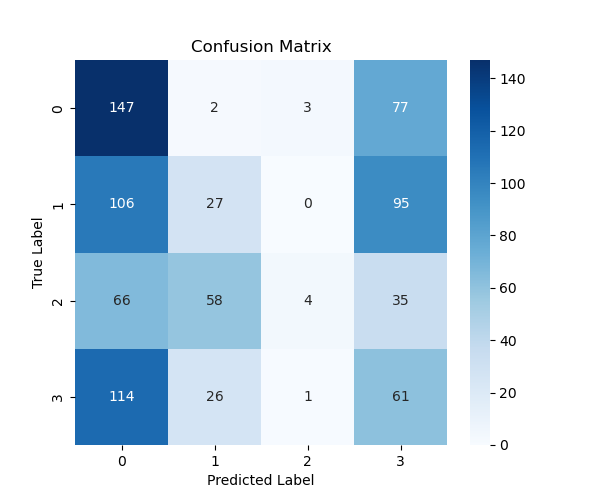 Confusion Matrix
0 147 2 3 77
1 106 27 0 95
2 66 58 4 35
3 114 26 1 61
0 1 2 3
True Label
Predicted Label
140
120
100
80
60
40
20
0